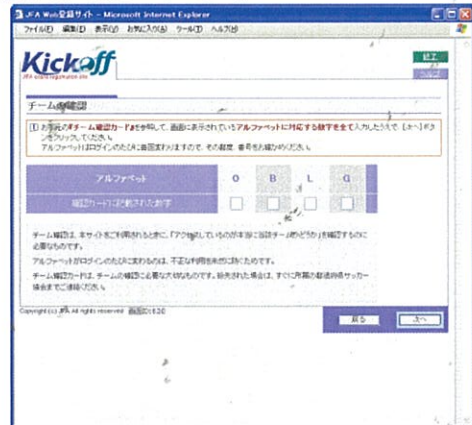 JFA Web登録サイト - Microsoft Internet Explorer
ファイル(F) 編集(E) 表示(V) お気に入り(A) ツール(T) ヘルプ(H)
Kickoff
JFA online registration site
終了
ヘルプ
チーム確認
お手元の『チーム確認カード』を参照して、画面に表示されているアルファベットに対応する数字を全て入力したうえで、[次へ]ボタンをクリックしてください。
アルファベットはログインのたびに毎回変わりますので、その都度、番号をお確かめください。
アルファベット O B L Q
確認カードに記載された数字
チーム確認は、本サイトをご利用されるときに、「アクセスしているのが本当に当該チームかどうか」を確認するのに
必要なものです。
アルファベットがログインのたびに変わるのは、不正な利用を未然に防ぐためです。
チーム確認カードは、チームの確認に必要な大切なものです。紛失された場合は、すぐに所属の都道府県サッカー
協会までご連絡ください。
Copyright (c) JFA All rights reserved
戻る 次へ